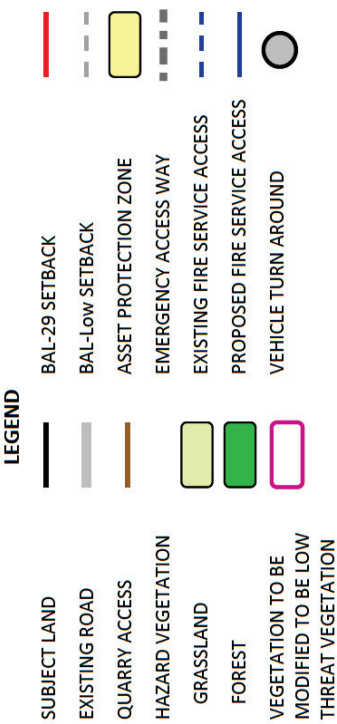 LEGEND
SUBJECT LAND
EXISTING ROAD
QUARRY ACCESS
HAZARD VEGETATION
GRASSLAND
FOREST
VEGETATION TO BE
MODIFIED TO BE LOW
THREAT VEGETATION
BAL-29 SETBACK
BAL-Low SETBACK
ASSET PROTECTION ZONE
EMERGENCY ACCESS WAY
EXISTING FIRE SERVICE ACCESS
PROPOSED FIRE SERVICE ACCESS
VEHICLE TURN AROUND